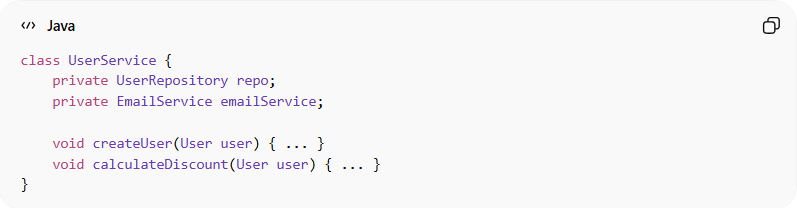 </> Java
class UserService {
    private UserRepository repo;
    private EmailService emailService;

    void createUser(User user) { ... }
    void calculateDiscount(User user) { ... }
}